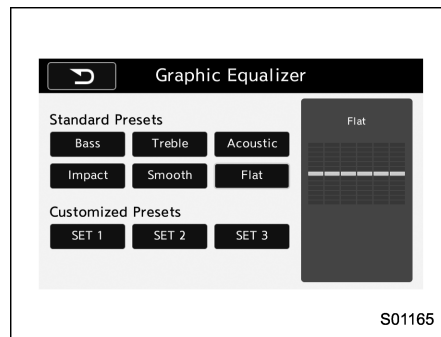 Graphic Equalizer
Standard Presets
Bass Treble Acoustic
Impact Smooth Flat
Customized Presets
SET 1 SET 2 SET 3
Flat
S01165